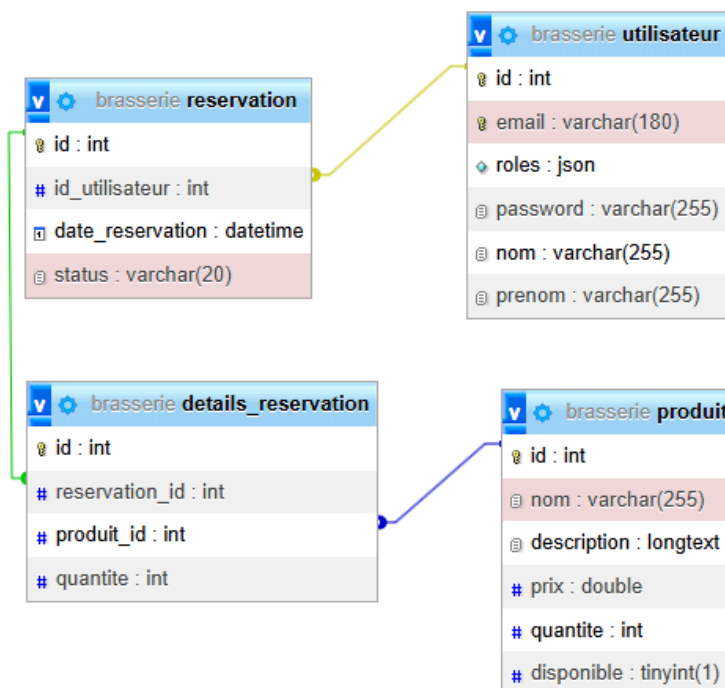 v brasserie utilisateur
id : int
email : varchar(180)
roles : json
password : varchar(255)
nom : varchar(255)
prenom : varchar(255)
v brasserie reservation
id : int
# id_utilisateur : int
date_reservation : datetime
status : varchar(20)
v brasserie details_reservation
id : int
# reservation_id : int
# produit_id : int
# quantite : int
v brasserie produit
id : int
nom : varchar(255)
description : longtext
# prix : double
# quantite : int
# disponible : tinyint(1)